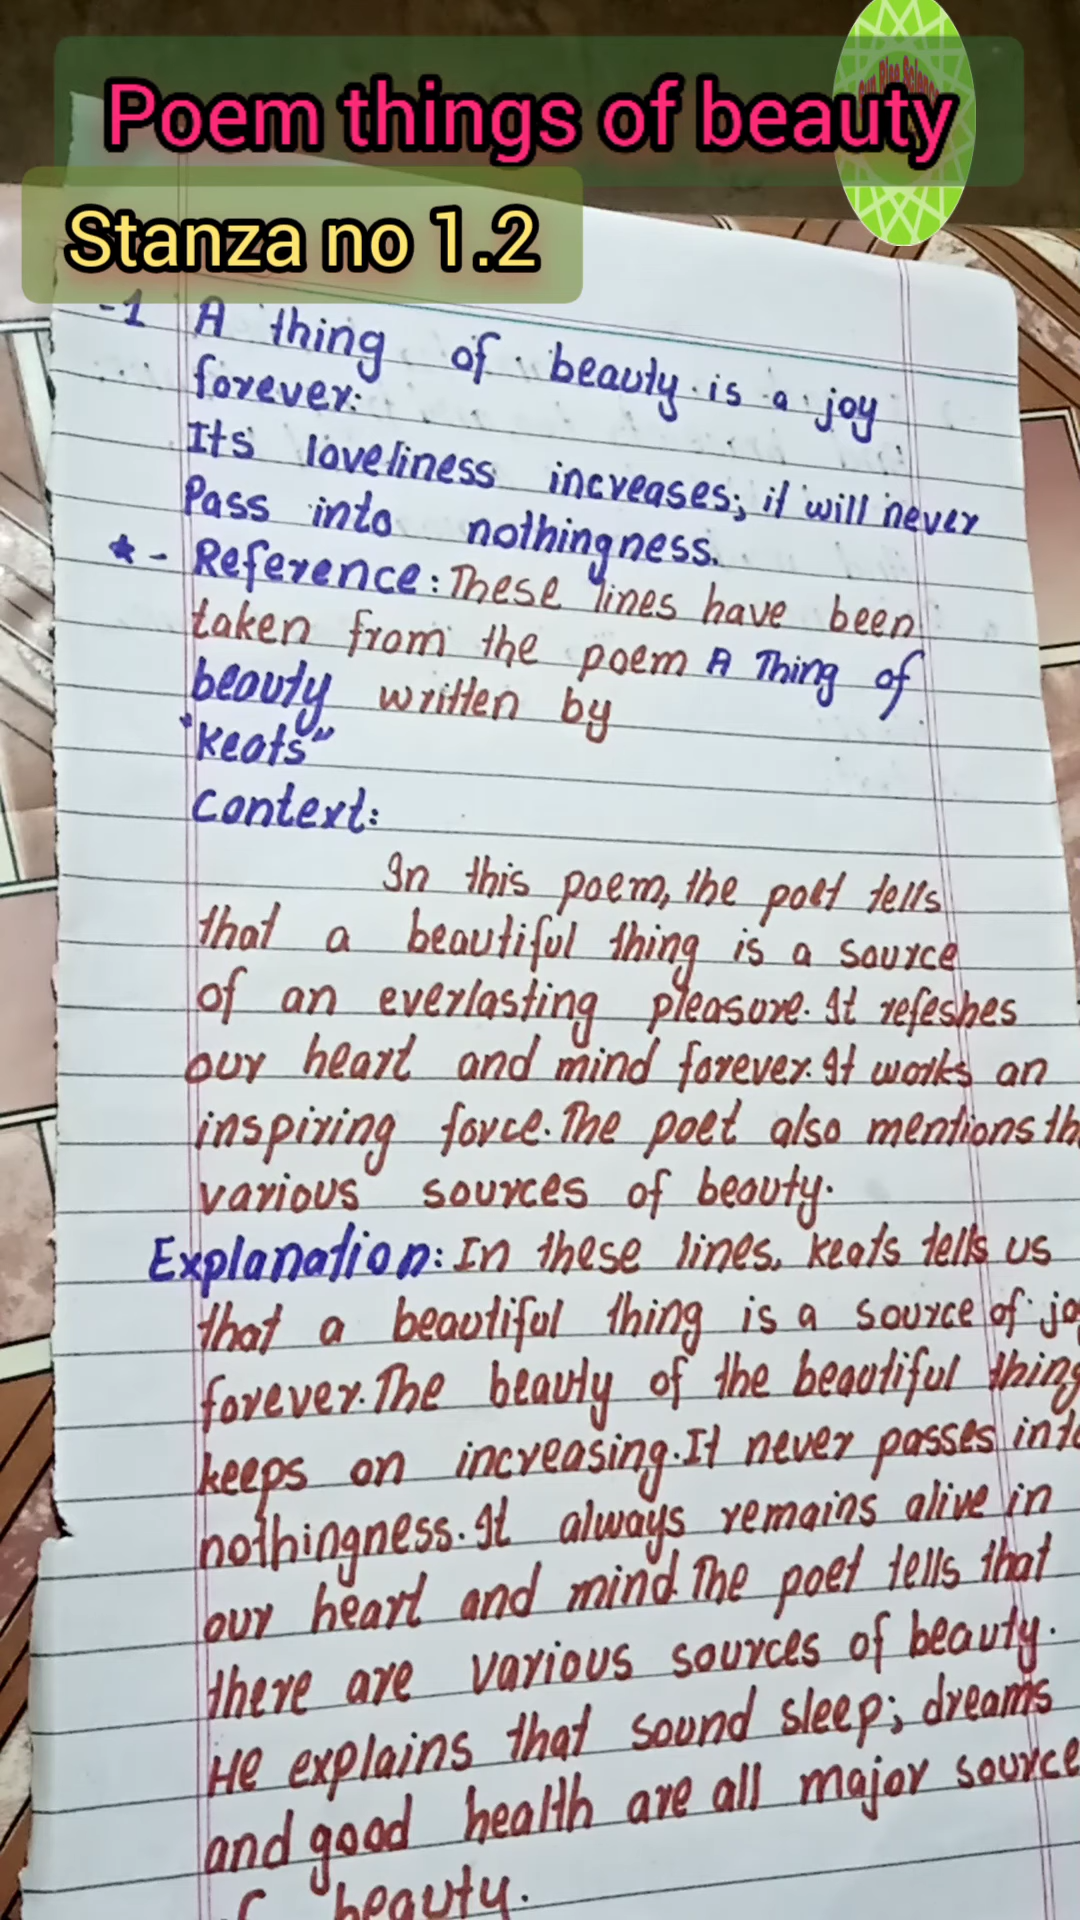 Poem things of beauty
Stanza no 1.2
-1 A thing of beauty is a joy
forever:
Its loveliness increases; it will never
Pass into nothingness.
★- Reference: These lines have been
taken from the poem A Thing of
beauty written by
"keats"
Context:
In this poem, the poet tells
that a beautiful thing is a source
of an everlasting pleasure. It refeshes
our heart and mind forever. It works an
inspiring force. The poet also mentions th
various sources of beauty.
Explanation: In these lines, keats tells us
that a beautiful thing is a source of jo
forever. The beauty of the beautiful thing
keeps on increasing. It never passes into
nothingness. It always remains alive in
our heart and mind. The poet tells that
there are various sources of beauty.
He explains that sound sleep; dreams
and good health are all major source
beauty.